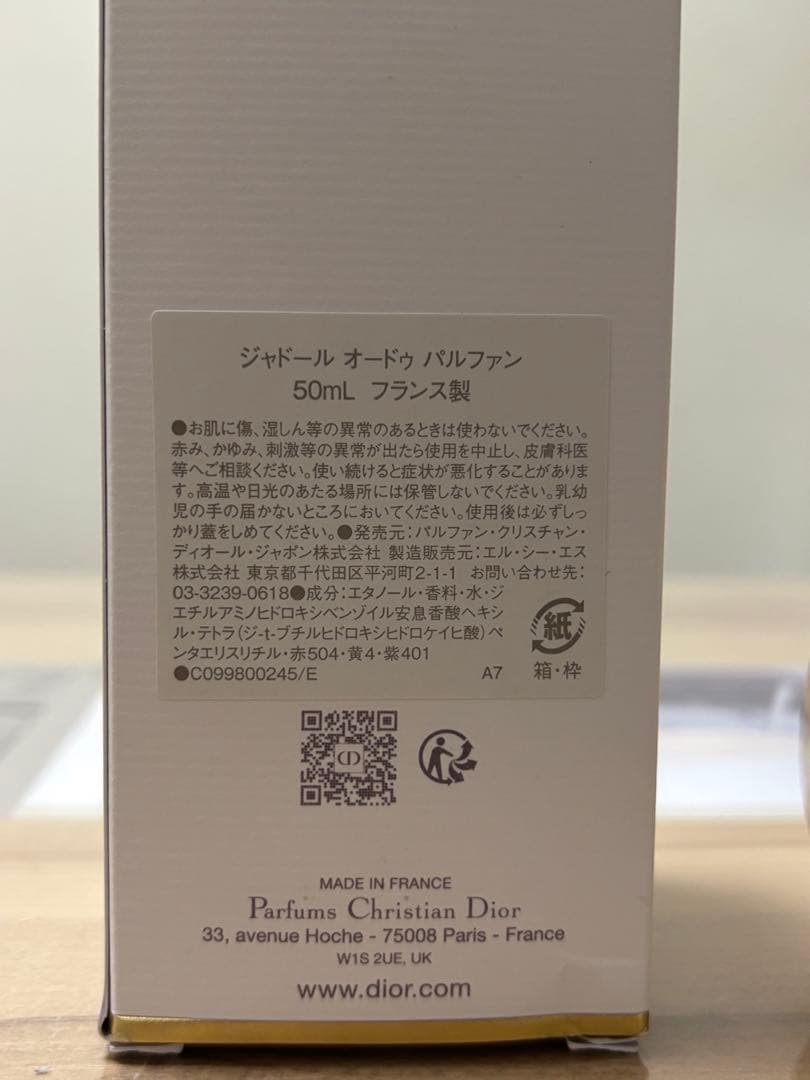 ジャドール オードゥ パルファン
50mL フランス製
●お肌に傷、湿しん等の異常のあるときは使わないでください。
赤み、かゆみ、刺激等の異常が出たら使用を中止し、皮膚科医
等へご相談ください。使い続けると症状が悪化することがありま
す。高温や日光のあたる場所には保管しないでください。乳幼
児の手の届かないところにおいてください。使用後は必ずしっ
かり蓋をしめてください。●発売元:パルファン・クリスチャン・
ディオール・ジャポン株式会社 製造販売元:エル・シー・エス
株式会社 東京都千代田区平河町2-1-1 お問い合わせ先:
03-3239-0618●成分:エタノール・香料・水・ジ
エチルアミノヒドロキシベンゾイル安息香酸ヘキシ
ル・テトラ(ジ-t-ブチルヒドロキシヒドロケイヒ酸)ペ
ンタエリスリチル・赤504・黄4・紫401
●C099800245/E A7
紙
箱・枠
CD
MADE IN FRANCE
Parfums Christian Dior
33, avenue Hoche - 75008 Paris - France
W1S 2UE, UK
www.dior.com